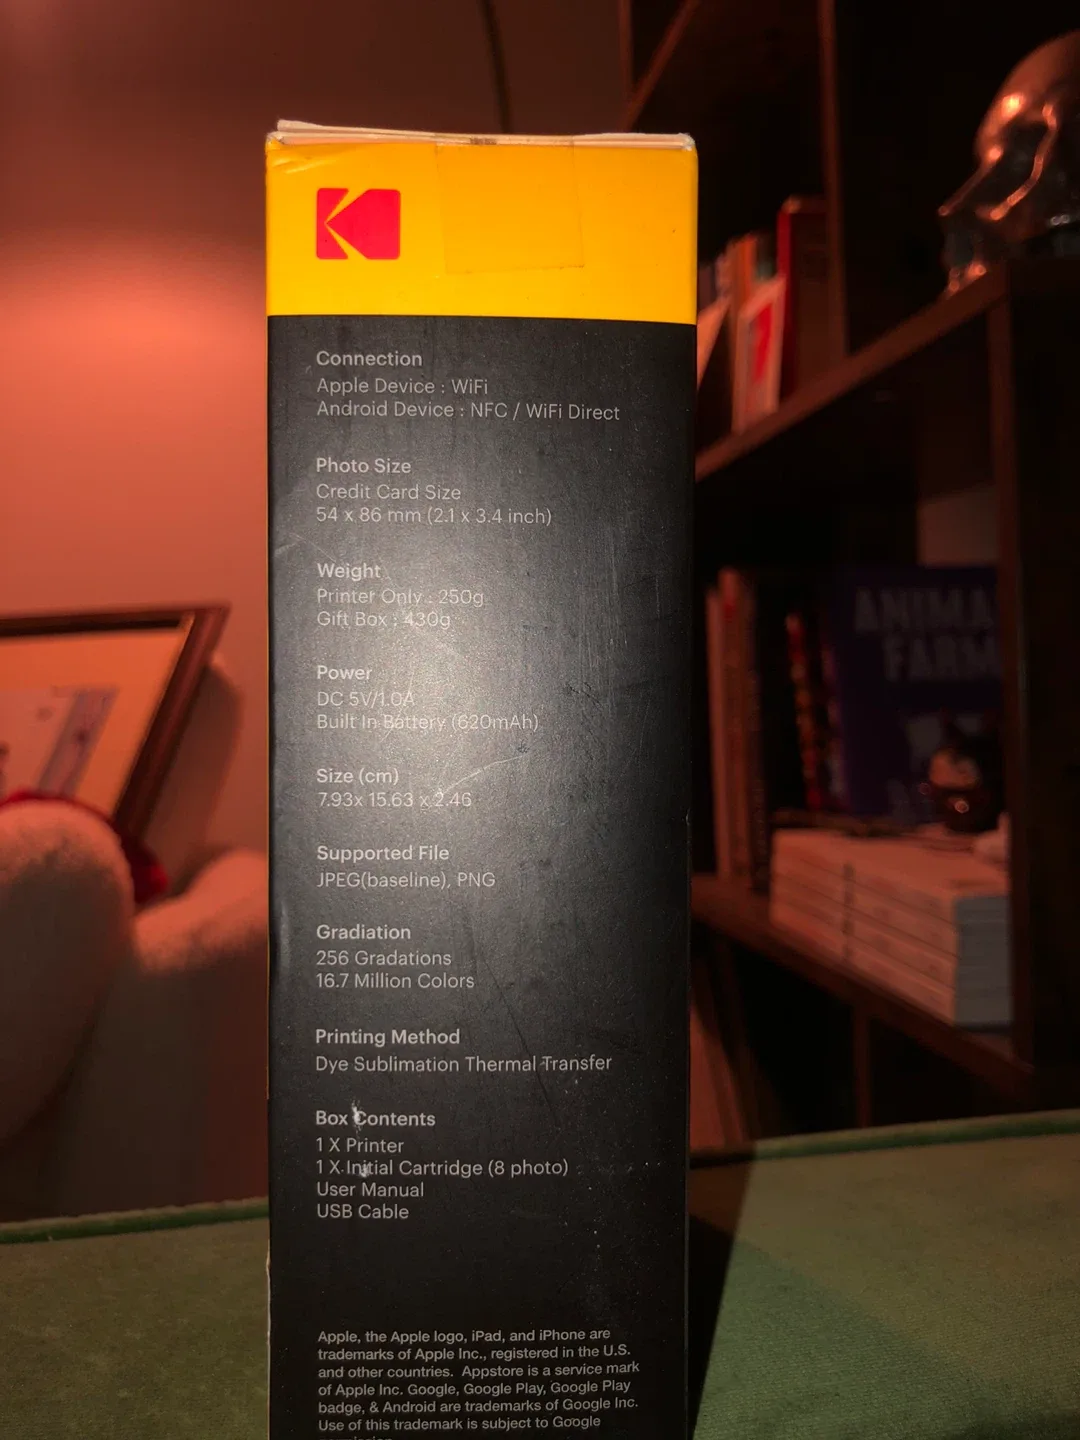 Connection
Apple Device : WiFi
Android Device : NFC / WiFi Direct
Photo Size
Credit Card Size
54 x 86 mm (2.1 x 3.4 inch)
Weight
Printer Only : 250g
Gift Box : 430g
Power
DC 5V/1.0A
Built In Battery (620mAh)
Size (cm)
7.93x 15.63 x 2.46
Supported File
JPEG(baseline), PNG
Gradiation
256 Gradations
16.7 Million Colors
Printing Method
Dye Sublimation Thermal Transfer
Box Contents
1 X Printer
1 X Initial Cartridge (8 photo)
User Manual
USB Cable
Apple, the Apple logo, iPad, and iPhone are
trademarks of Apple Inc., registered in the U.S.
and other countries. Appstore is a service mark
of Apple Inc. Google, Google Play, Google Play
badge, & Android are trademarks of Google Inc.
Use of this trademark is subject to Google
ANIMA
FARM